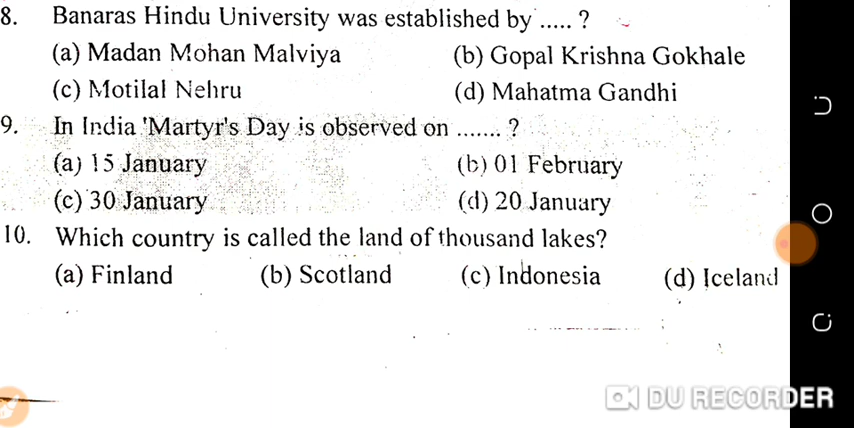 8. Banaras Hindu University was established by ..... ?
(a) Madan Mohan Malviya (b) Gopal Krishna Gokhale
(c) Motilal Nehru (d) Mahatma Gandhi
9. In India 'Martyr's Day is observed on ....... ?
(a) 15 January (b) 01 February
(c) 30 January (d) 20 January
10. Which country is called the land of thousand lakes?
(a) Finland (b) Scotland (c) Indonesia (d) Iceland
DU RECORDER